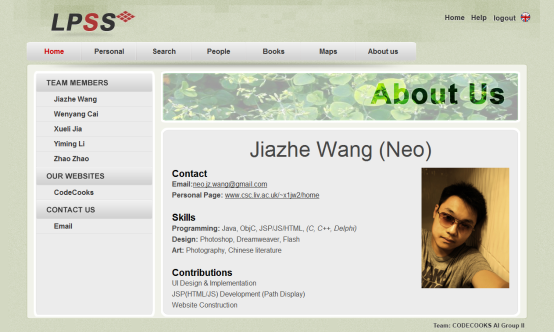 LPSS
Home Help logout
Home Personal Search People Books Maps About us
TEAM MEMBERS
Jiazhe Wang
Wenyang Cai
Xueli Jia
Yiming Li
Zhao Zhao
OUR WEBSITES
CodeCooks
CONTACT US
Email
About Us
Jiazhe Wang (Neo)
Contact
Email:neo.jz.wang@gmail.com
Personal Page: www.csc.liv.ac.uk/~x1jw2/home
Skills
Programming: Java, ObjC, JSP/JS/HTML, (C, C++, Delphi)
Design: Photoshop, Dreamweaver, Flash
Art: Photography, Chinese literature
Contributions
UI Design & Implementation
JSP(HTML/JS) Development (Path Display)
Website Construction
Team: CODECOOKS AI Group II